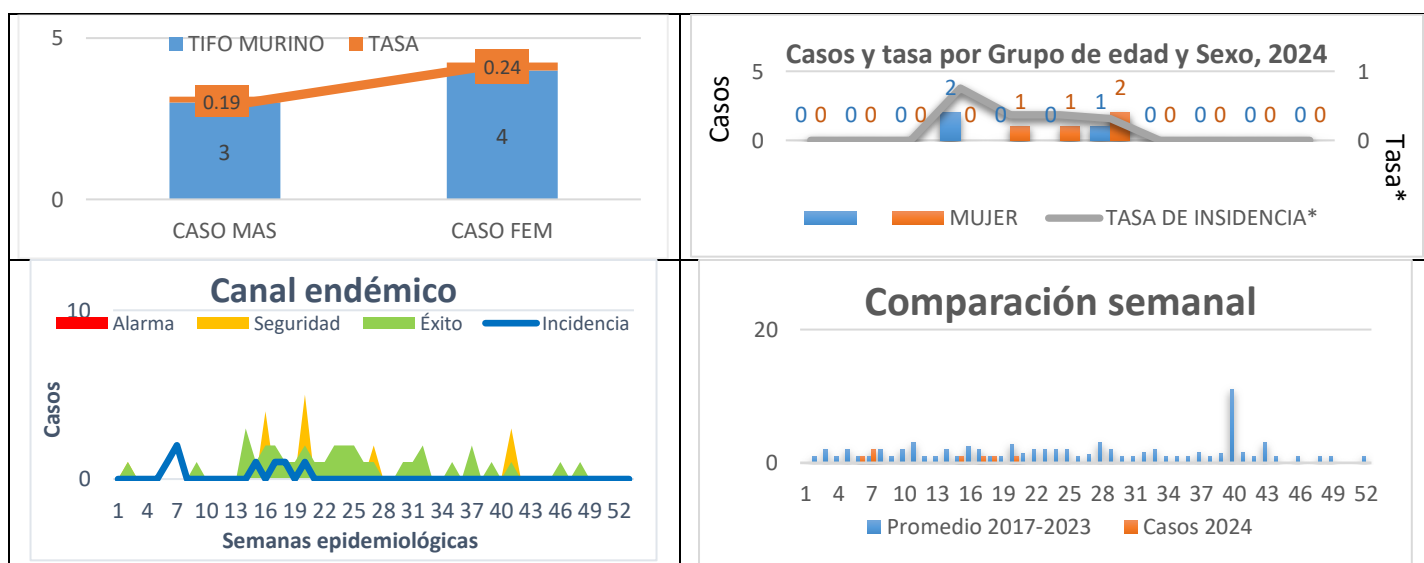 5
TIFO MURINO TASA
0.19
0.24
3
4
0
CASO MAS CASO FEM
Casos y tasa por Grupo de edad y Sexo, 2024
Casos
5 1
2 1 1 1 2
0 0 0 0 0 0 0 0 0 0 0 0 0 0 0 0 0
0 0
Tasa*
MUJER TASA DE INSIDENCIA*
Canal endémico
10
Alarma Seguridad Éxito Incidencia
Casos
0
1 4 7 10 13 16 19 22 25 28 31 34 37 40 43 46 49 52
Semanas epidemiológicas
Comparación semanal
20
0
1 4 7 10 13 16 19 22 25 28 31 34 37 40 43 46 49 52
Promedio 2017-2023 Casos 2024